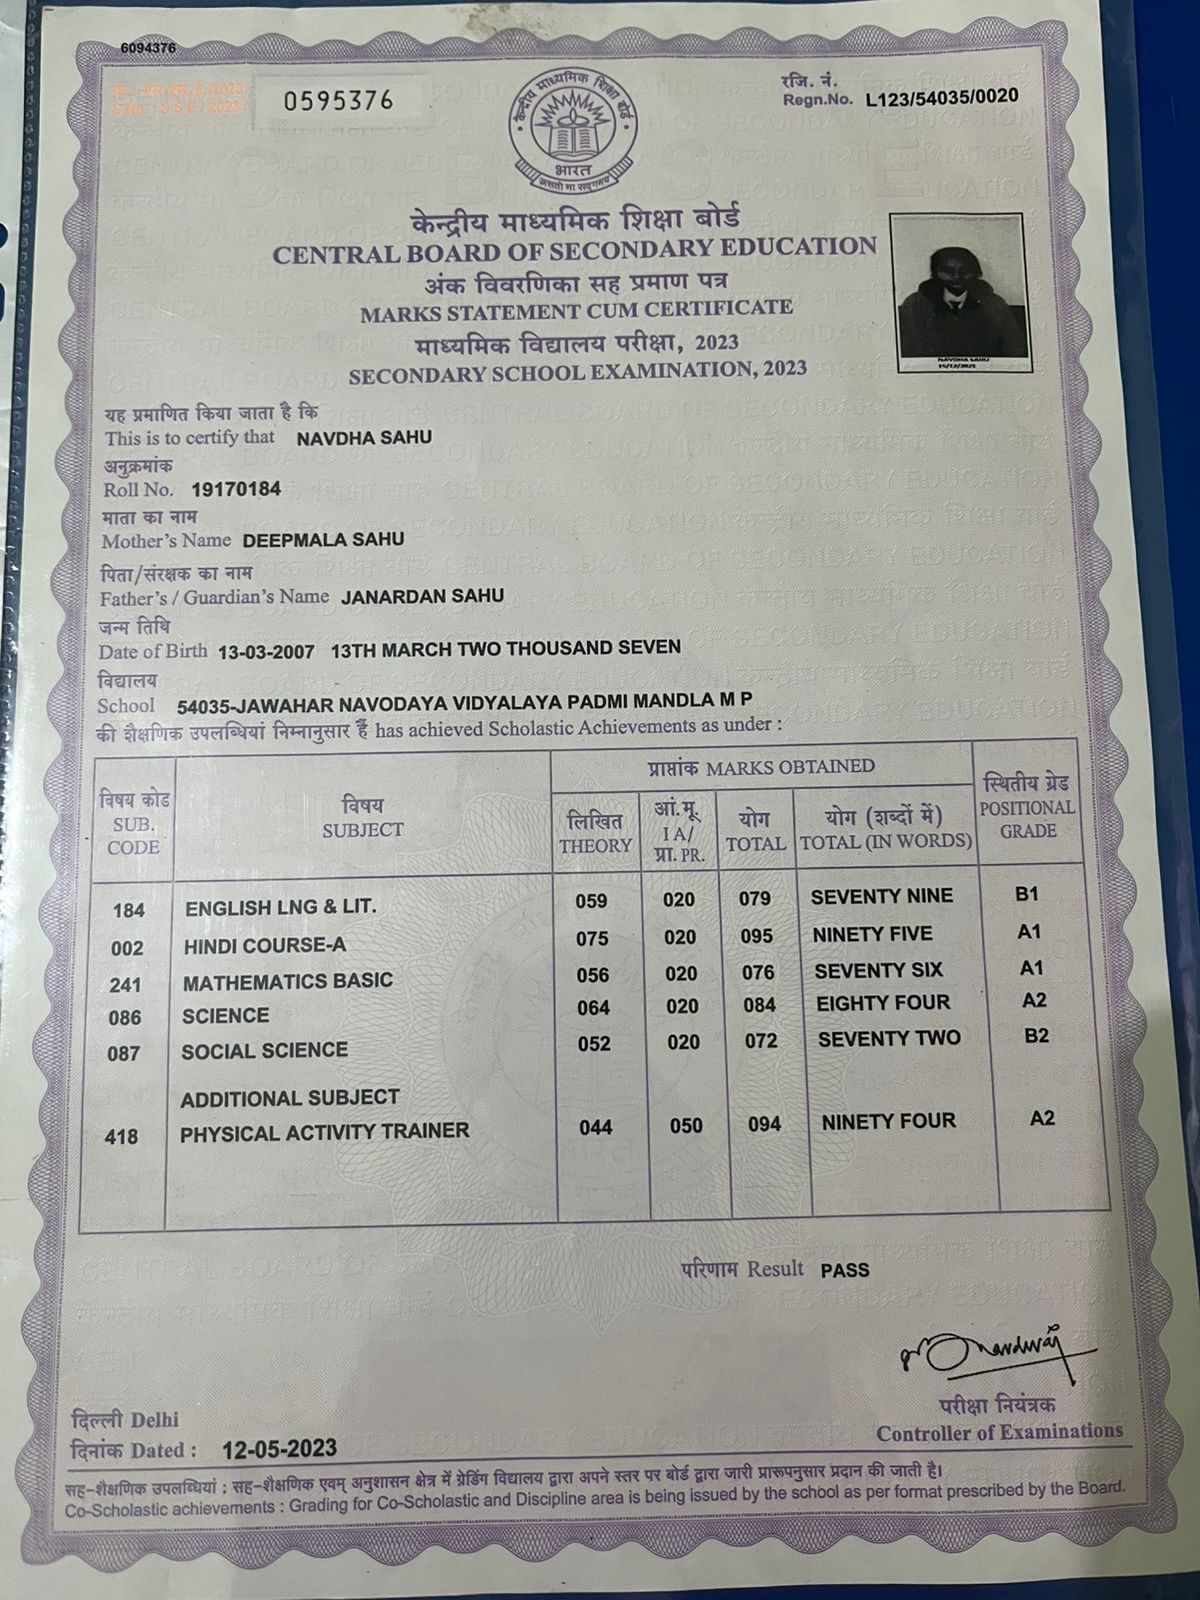 6094376
0595376
रजि. नं.
Regn.No. L123/54035/0020
केन्द्रीय माध्यमिक शिक्षा बोर्ड
भारत
असतो मा सद्गमय
केन्द्रीय माध्यमिक शिक्षा बोर्ड
CENTRAL BOARD OF SECONDARY EDUCATION
अंक विवरणिका सह प्रमाण पत्र
MARKS STATEMENT CUM CERTIFICATE
माध्यमिक विद्यालय परीक्षा, 2023
SECONDARY SCHOOL EXAMINATION, 2023
NAVDHA SAHU
यह प्रमाणित किया जाता है कि
This is to certify that NAVDHA SAHU
अनुक्रमांक
Roll No. 19170184
माता का नाम
Mother's Name DEEPMALA SAHU
पिता/संरक्षक का नाम
Father's / Guardian's Name JANARDAN SAHU
जन्म तिथि
Date of Birth 13-03-2007 13TH MARCH TWO THOUSAND SEVEN
विद्यालय
School 54035-JAWAHAR NAVODAYA VIDYALAYA PADMI MANDLA M P
की शैक्षणिक उपलब्धियां निम्नानुसार हैं has achieved Scholastic Achievements as under :
विषय कोड SUB. CODE विषय SUBJECT प्राप्तांक MARKS OBTAINED स्थितीय ग्रेड POSITIONAL GRADE
लिखित THEORY आं.मू. I A/ प्रा. PR. योग TOTAL योग (शब्दों में) TOTAL (IN WORDS)
184 ENGLISH LNG & LIT. 059 020 079 SEVENTY NINE B1
002 HINDI COURSE-A 075 020 095 NINETY FIVE A1
241 MATHEMATICS BASIC 056 020 076 SEVENTY SIX A1
086 SCIENCE 064 020 084 EIGHTY FOUR A2
087 SOCIAL SCIENCE 052 020 072 SEVENTY TWO B2
ADDITIONAL SUBJECT
418 PHYSICAL ACTIVITY TRAINER 044 050 094 NINETY FOUR A2
परिणाम Result PASS
दिल्ली Delhi
दिनांक Dated : 12-05-2023
परीक्षा नियंत्रक
Controller of Examinations
सह-शैक्षणिक उपलब्धियां ; सह-शैक्षणिक एवम् अनुशासन क्षेत्र में ग्रेडिंग विद्यालय द्वारा अपने स्तर पर बोर्ड द्वारा जारी प्रारूपनुसार प्रदान की जाती है।
Co-Scholastic achievements : Grading for Co-Scholastic and Discipline area is being issued by the school as per format prescribed by the Board.